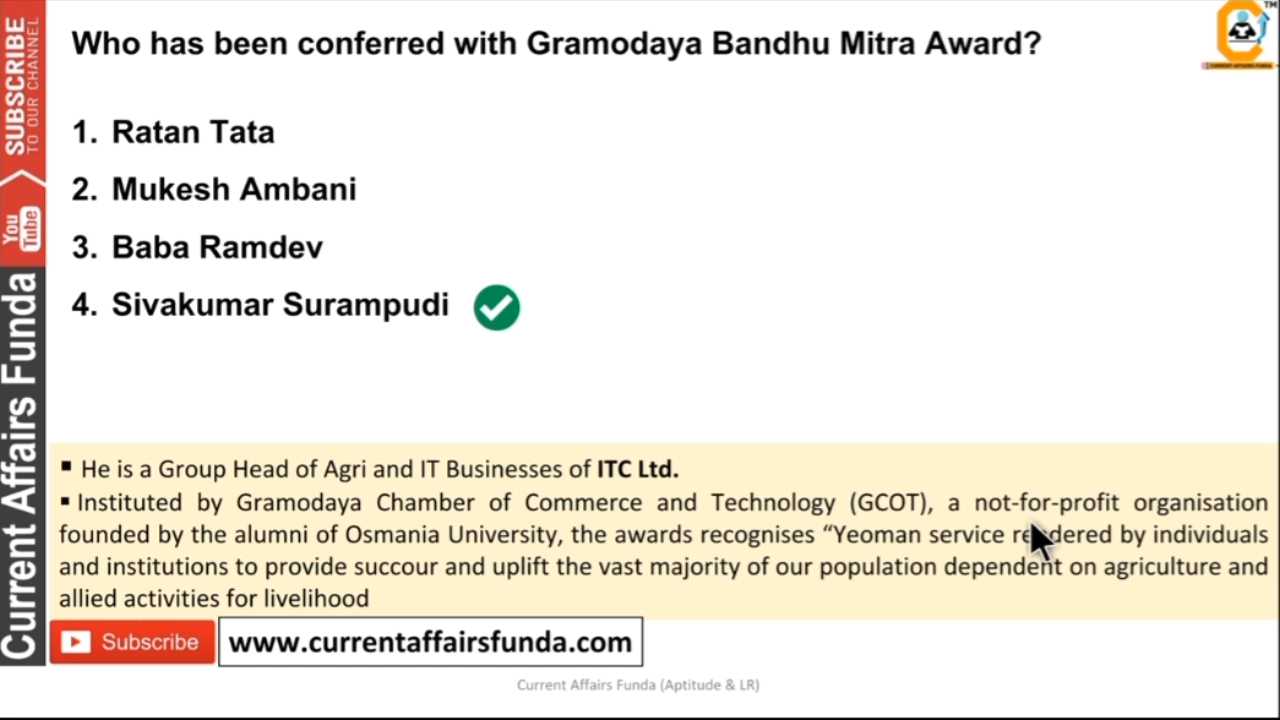 Who has been conferred with Gramodaya Bandhu Mitra Award?
1. Ratan Tata
2. Mukesh Ambani
3. Baba Ramdev
4. Sivakumar Surampudi
▪ He is a Group Head of Agri and IT Businesses of ITC Ltd.
▪ Instituted by Gramodaya Chamber of Commerce and Technology (GCOT), a not-for-profit organisation
founded by the alumni of Osmania University, the awards recognises “Yeoman service rendered by individuals
and institutions to provide succour and uplift the vast majority of our population dependent on agriculture and
allied activities for livelihood
Subscribe
www.currentaffairsfunda.com
Current Affairs Funda (Aptitude & LR)
SUBSCRIBE
TO OUR CHANNEL
You
Tube
Current Affairs Funda
TM
CURRENT AFFAIRS FUNDA